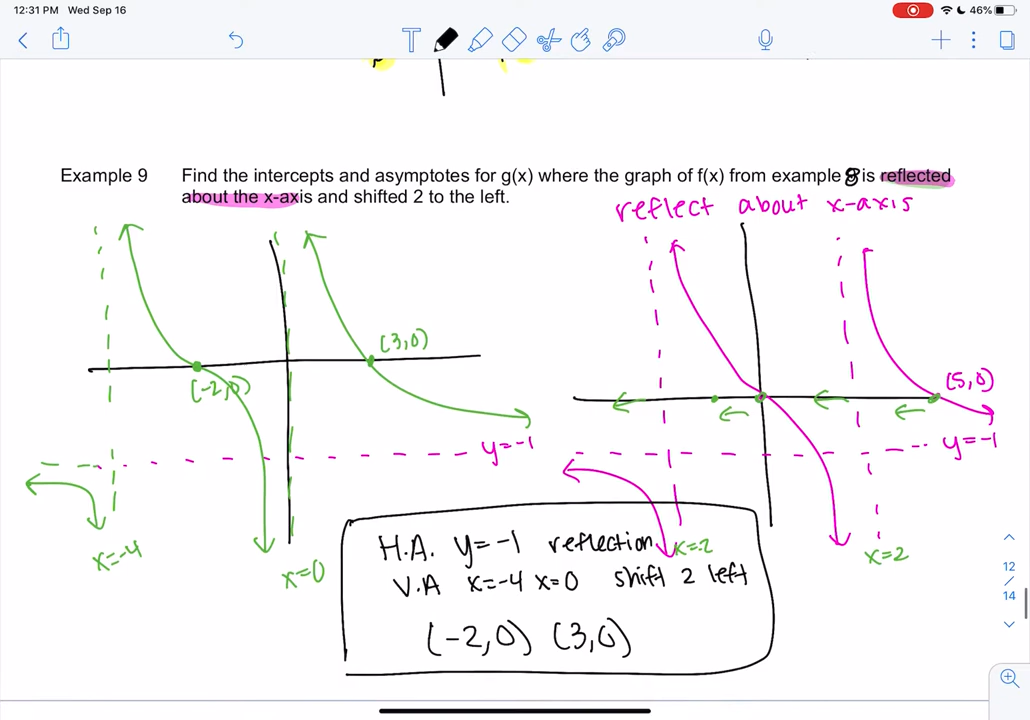 12:31 PM Wed Sep 16
46%
T
Example 9 Find the intercepts and asymptotes for g(x) where the graph of f(x) from example 8 is reflected
about the x-axis and shifted 2 to the left.
reflect about x-axis
(3,0)
(-2,0)
y=-1
x=-4
x=0
(5,0)
y=-1
x=-2
x=2
H.A. y=-1 reflection
V.A x=-4 x=0 shift 2 left
(-2,0) (3,0)
12
/
14